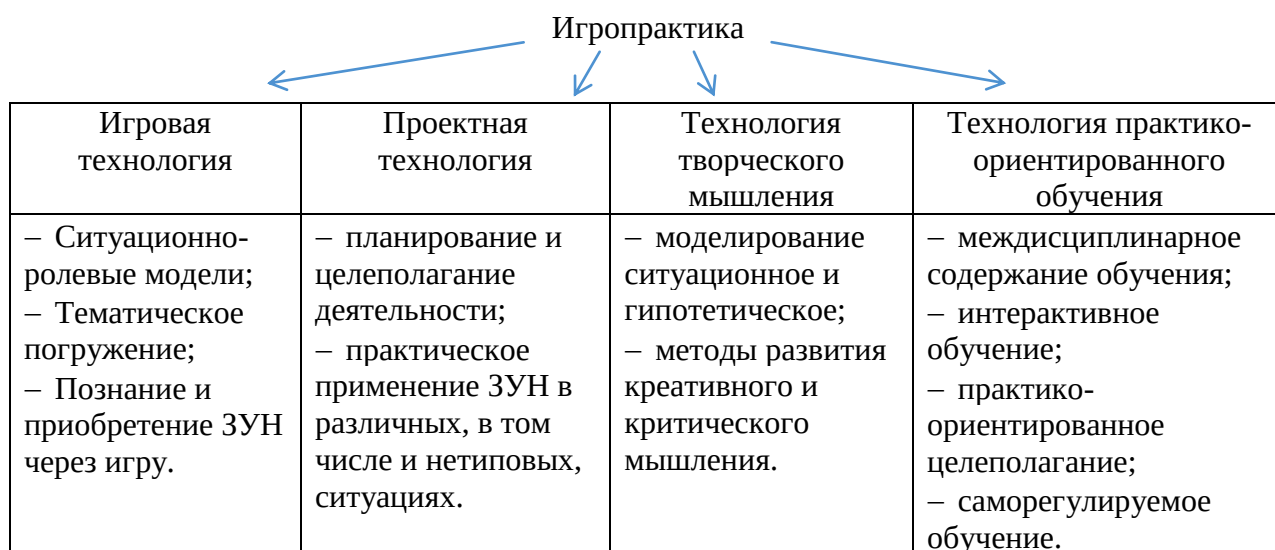 Игропрактика
Игровая
технология
Проектная
технология
Технология
творческого
мышления
Технология практико-
ориентированного
обучения
– Ситуационно-
ролевые модели;
– Тематическое
погружение;
– Познание и
приобретение ЗУН
через игру.
– планирование и
целеполагание
деятельности;
– практическое
применение ЗУН в
различных, в том
числе и нетиповых,
ситуациях.
– моделирование
ситуационное и
гипотетическое;
– методы развития
креативного и
критического
мышления.
– междисциплинарное
содержание обучения;
– интерактивное
обучение;
– практико-
ориентированное
целеполагание;
– саморегулируемое
обучение.